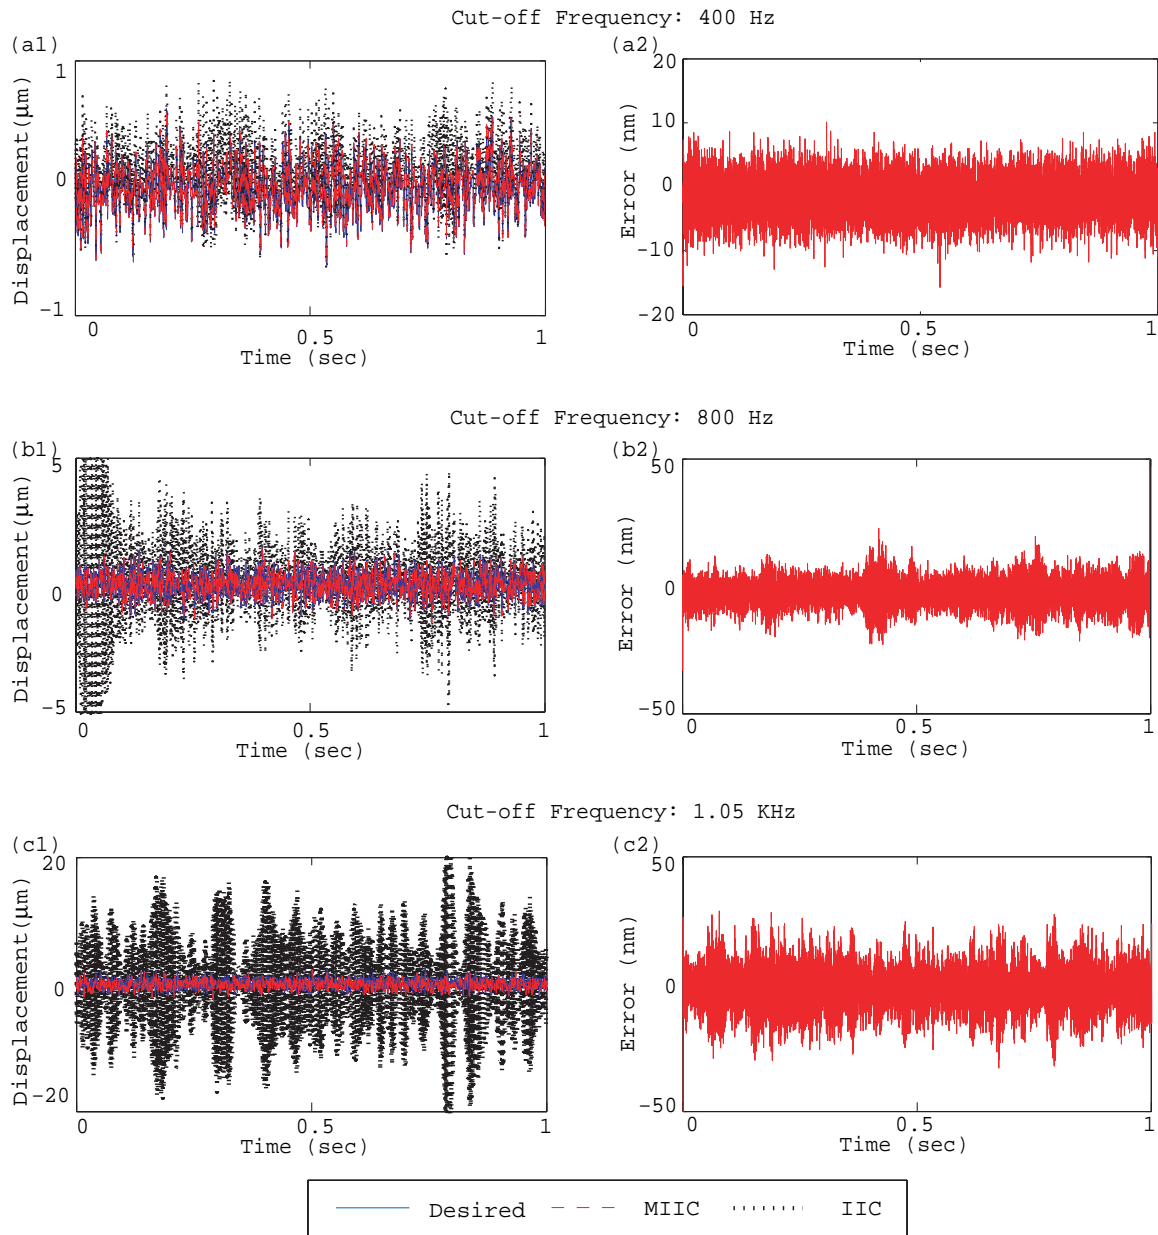 Cut-off Frequency: 400 Hz
(a1)
(a2)
Displacement(μm)
1
0
-1
0
0.5
1
Time (sec)
Error (nm)
20
10
0
-10
-20
0
0.5
1
Time (sec)
Cut-off Frequency: 800 Hz
(b1)
(b2)
Displacement(μm)
5
0
-5
0
0.5
1
Time (sec)
Error (nm)
50
0
-50
0
0.5
1
Time (sec)
Cut-off Frequency: 1.05 KHz
(c1)
(c2)
Displacement(μm)
20
0
-20
0
0.5
1
Time (sec)
Error (nm)
50
0
-50
0
0.5
1
Time (sec)
Desired MIIC IIC